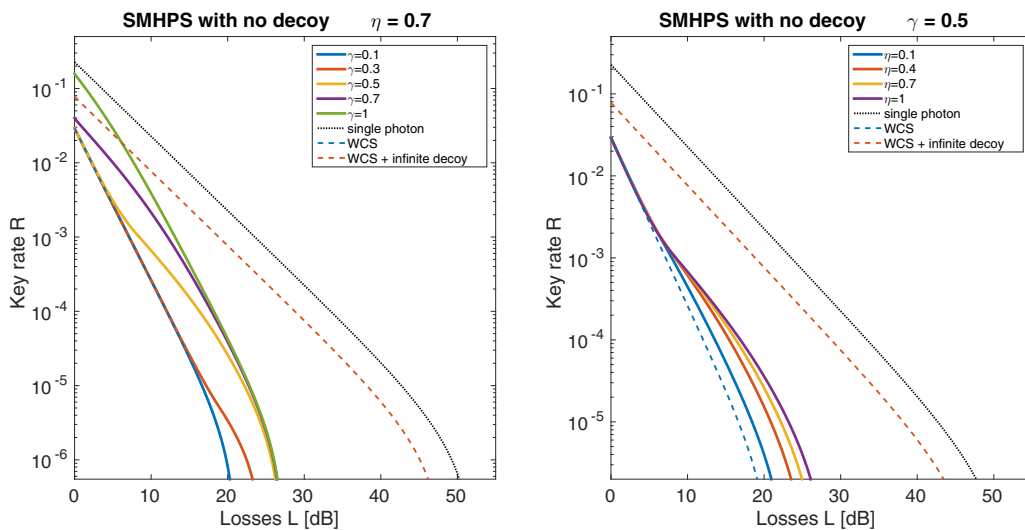 SMHPS with no decoy η = 0.7
γ=0.1
γ=0.3
γ=0.5
γ=0.7
γ=1
single photon
WCS
WCS + infinite decoy
10^-1
10^-2
10^-3
10^-4
10^-5
10^-6
Key rate R
0 10 20 30 40 50
Losses L [dB]
SMHPS with no decoy γ = 0.5
η=0.1
η=0.4
η=0.7
η=1
single photon
WCS
WCS + infinite decoy
10^-1
10^-2
10^-3
10^-4
10^-5
Key rate R
0 10 20 30 40 50
Losses L [dB]